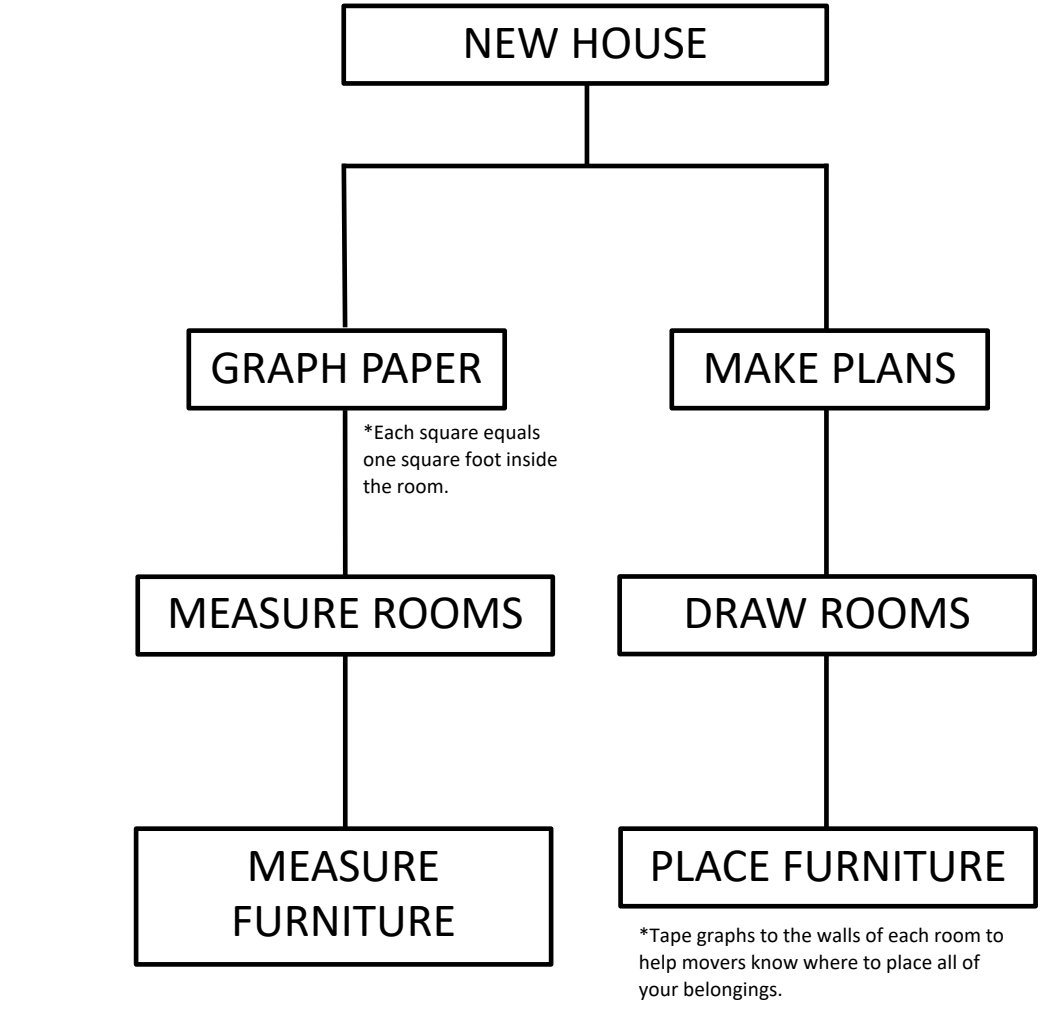 NEW HOUSE
GRAPH PAPER
*Each square equals
one square foot inside
the room.
MEASURE ROOMS
MEASURE
FURNITURE
MAKE PLANS
DRAW ROOMS
PLACE FURNITURE
*Tape graphs to the walls of each room to
help movers know where to place all of
your belongings.